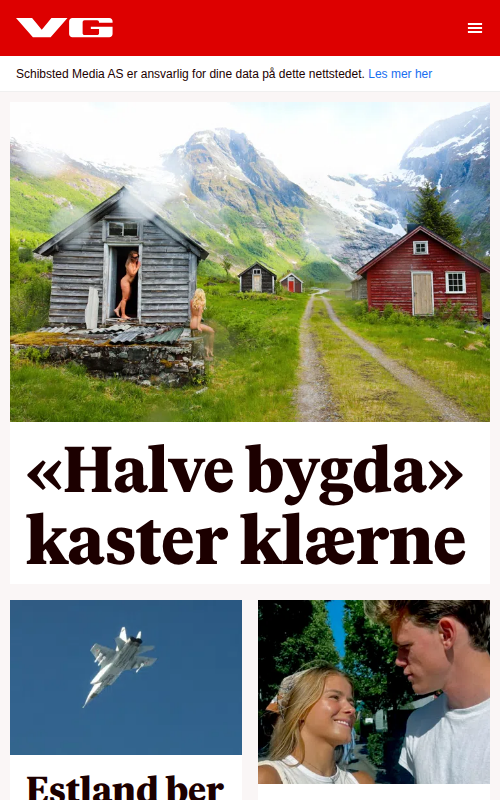 VG
Schibsted Media AS er ansvarlig for dine data på dette nettstedet. Les mer her
«Halve bygda»
kaster klærne
Estland ber